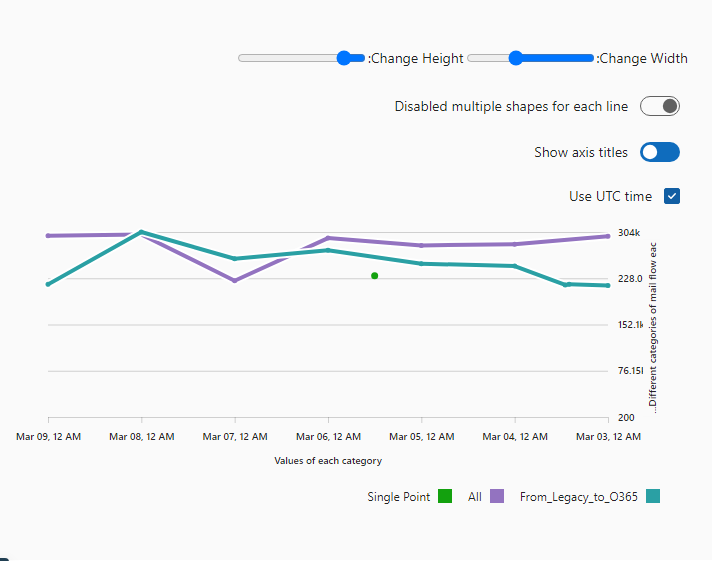 :Change Height
:Change Width
Disabled multiple shapes for each line
Show axis titles
Use UTC time
304k
228.0
152.1k
76.15l
200
...Different categories of mail flow eac
Mar 09, 12 AM
Mar 08, 12 AM
Mar 07, 12 AM
Mar 06, 12 AM
Mar 05, 12 AM
Mar 04, 12 AM
Mar 03, 12 AM
Values of each category
Single Point
All
From_Legacy_to_O365